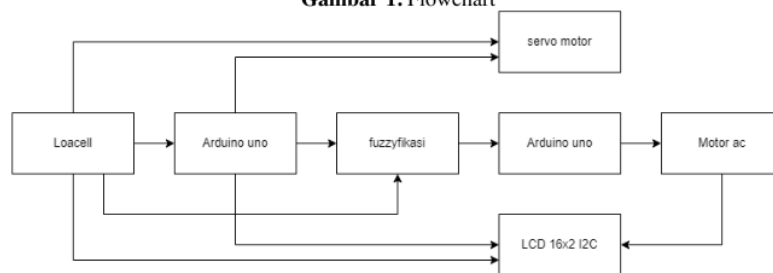 Gambar 1. Flowchart
servo motor
Loacell
Arduino uno
fuzzyfikasi
Arduino uno
Motor ac
LCD 16x2 I2C